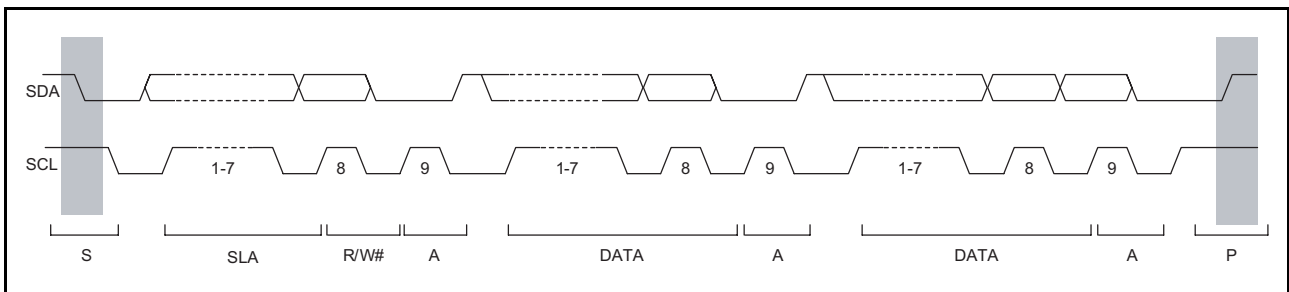 SDA
SCL
1-7 8 9 1-7 8 9 1-7 8 9
S SLA R/W# A DATA A DATA A P